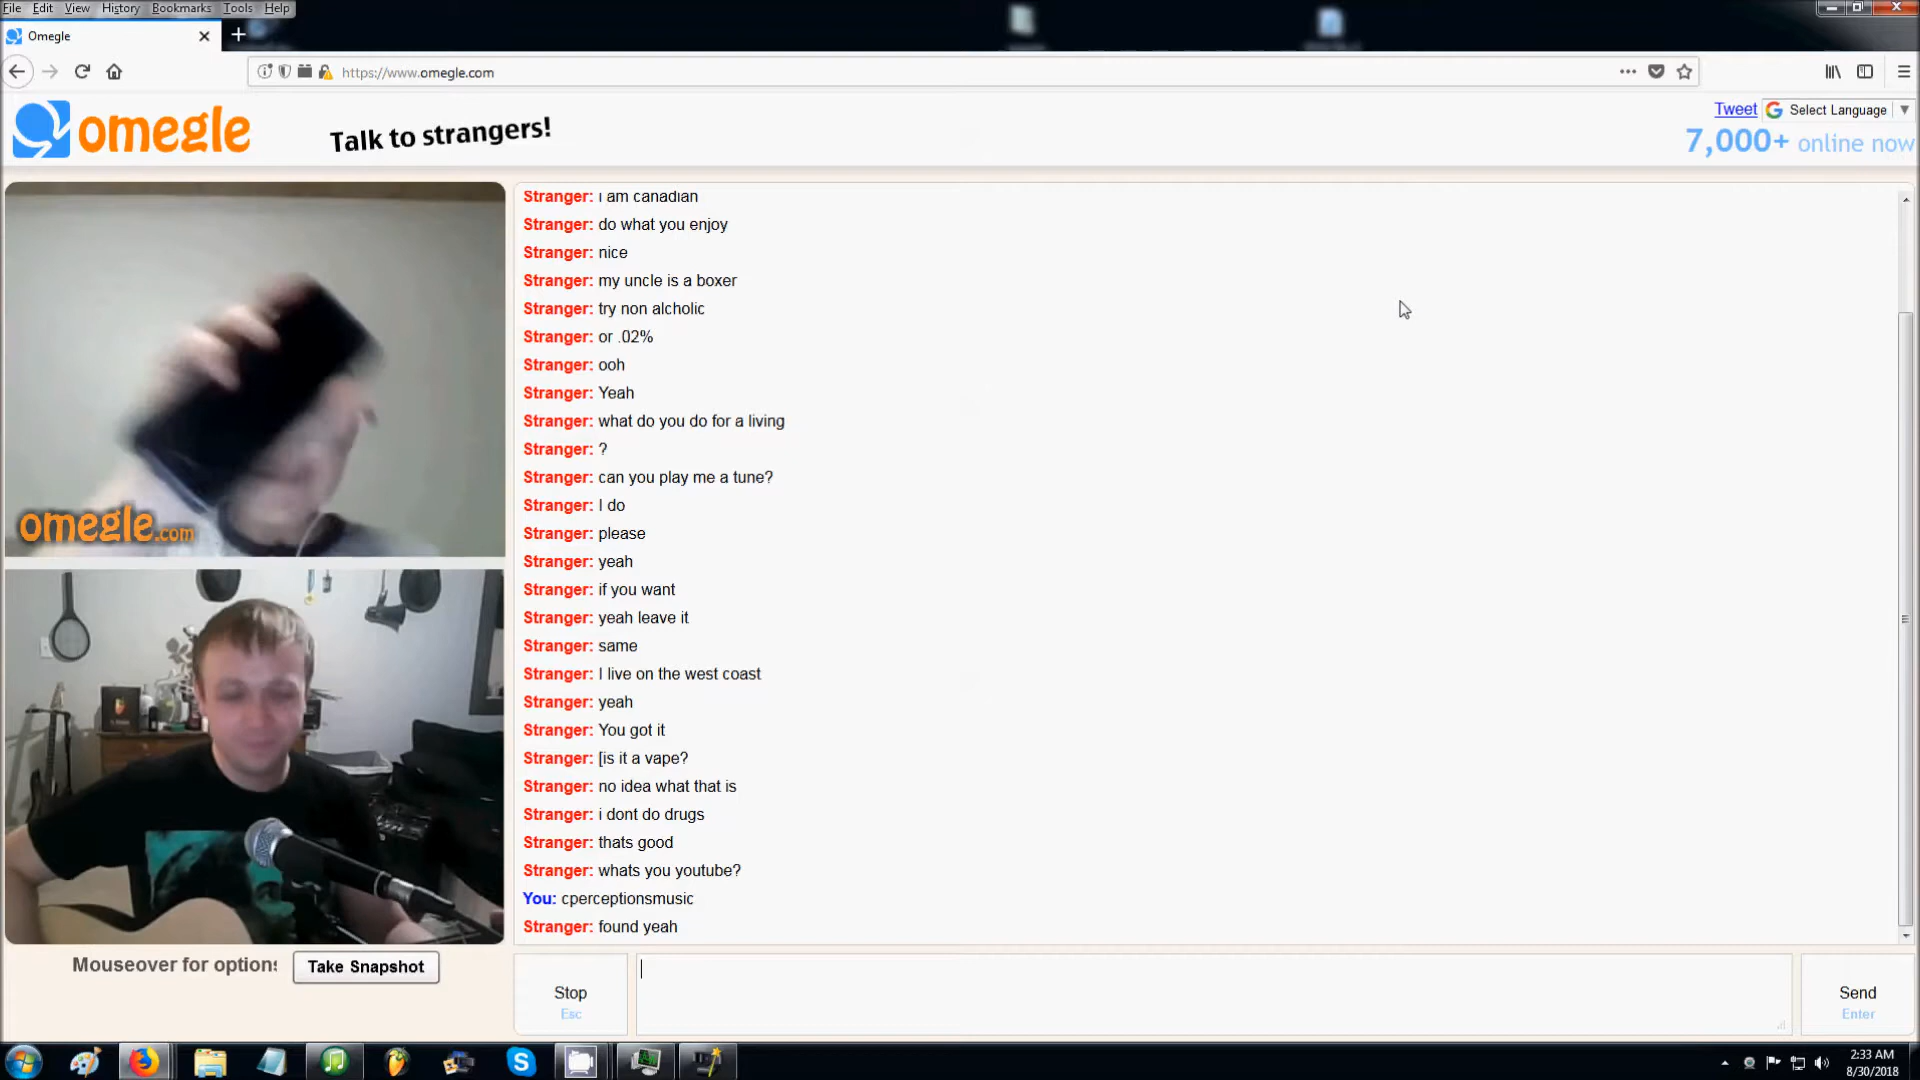 File Edit View History Bookmarks Tools Help
Omegle
https://www.omegle.com
omegle
Talk to strangers!
Tweet
Select Language
7,000+ online now
Stranger: i am canadian
Stranger: do what you enjoy
Stranger: nice
Stranger: my uncle is a boxer
Stranger: try non alcholic
Stranger: or .02%
Stranger: ooh
Stranger: Yeah
Stranger: what do you do for a living
Stranger: ?
Stranger: can you play me a tune?
Stranger: I do
Stranger: please
Stranger: yeah
Stranger: if you want
Stranger: yeah leave it
Stranger: same
Stranger: I live on the west coast
Stranger: yeah
Stranger: You got it
Stranger: [is it a vape?
Stranger: no idea what that is
Stranger: i dont do drugs
Stranger: thats good
Stranger: whats you youtube?
You: cperceptionsmusic
Stranger: found yeah
omegle.com
Mouseover for options
Take Snapshot
Stop
Esc
Send
Enter
2:33 AM
8/30/2018